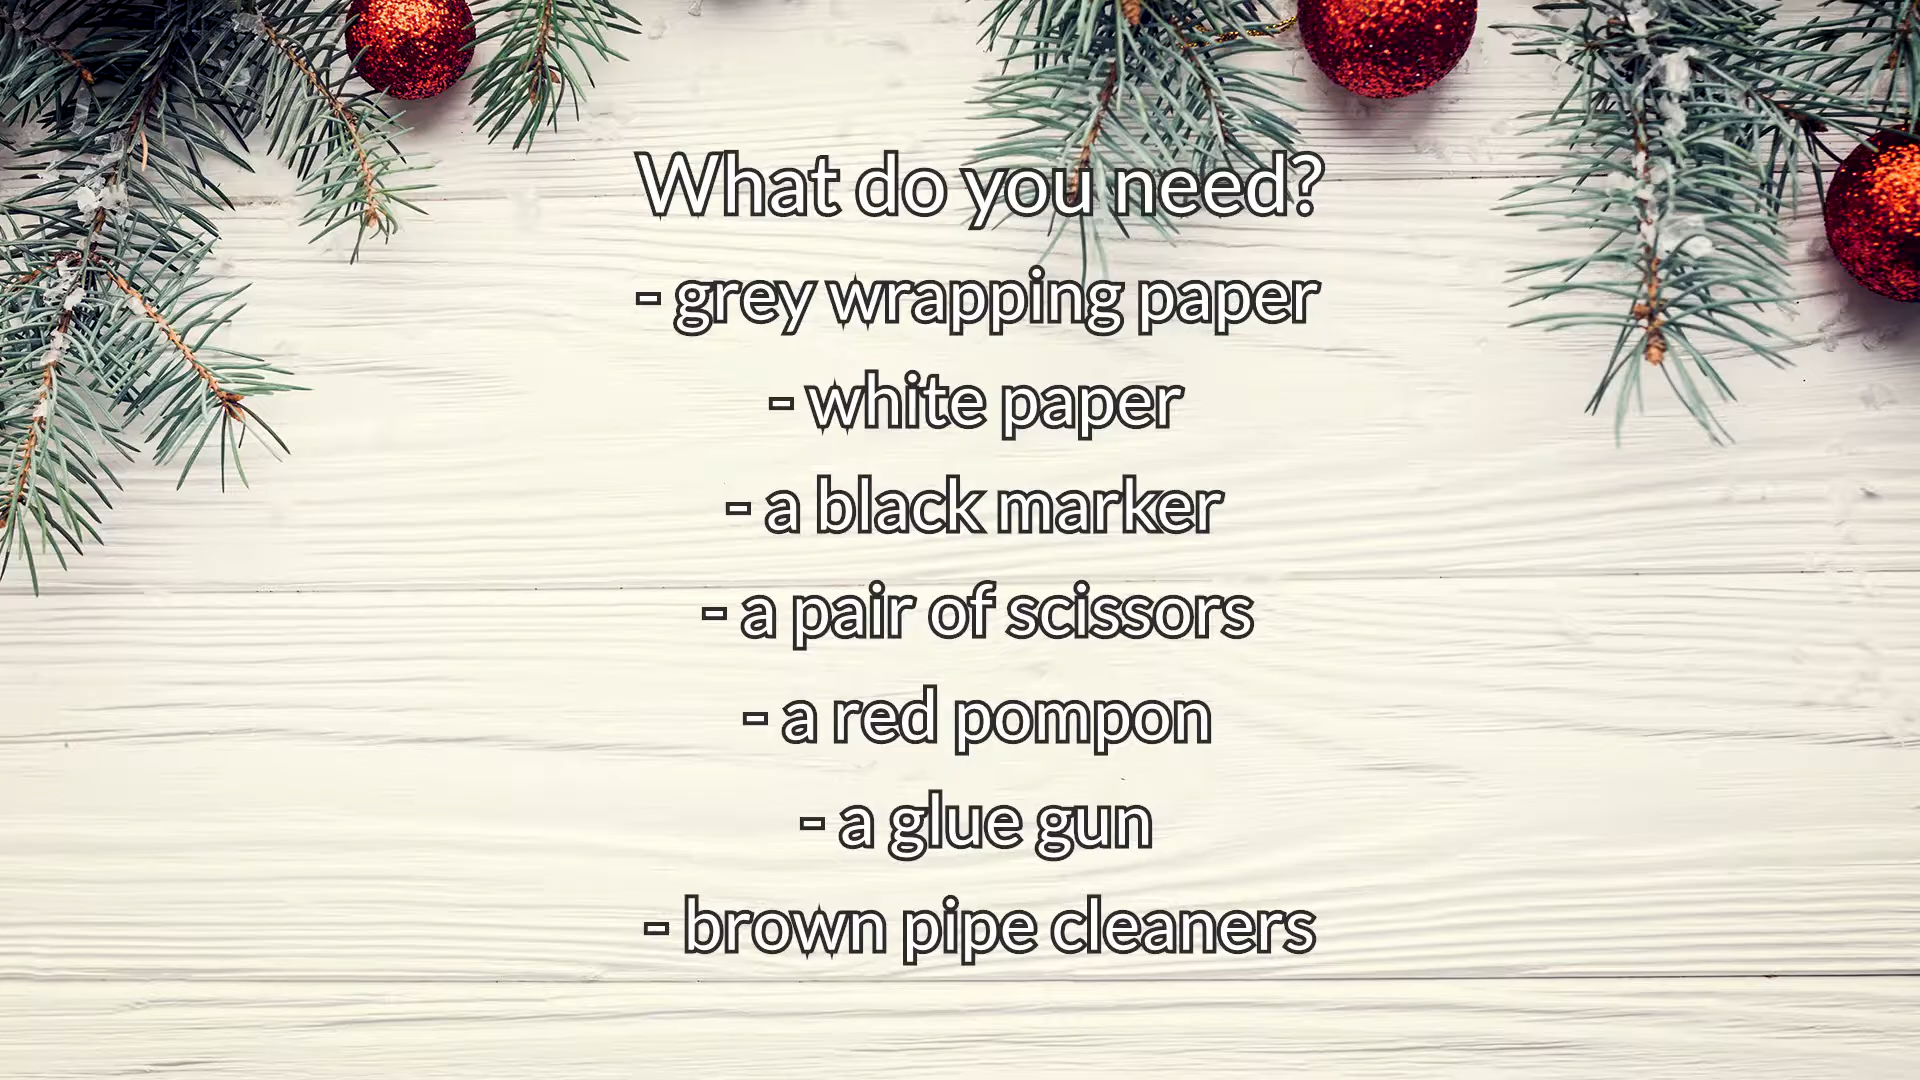 What do you need?
- grey wrapping paper
- white paper
- a black marker
- a pair of scissors
- a red pompon
- a glue gun
- brown pipe cleaners